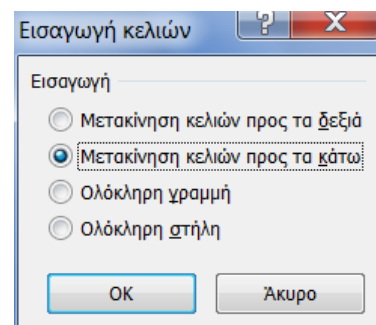 Εισαγωγή κελιών
Εισαγωγή
Μετακίνηση κελιών προς τα δεξιά
Μετακίνηση κελιών προς τα κάτω
Ολόκληρη γραμμή
Ολόκληρη στήλη
OK Άκυρο